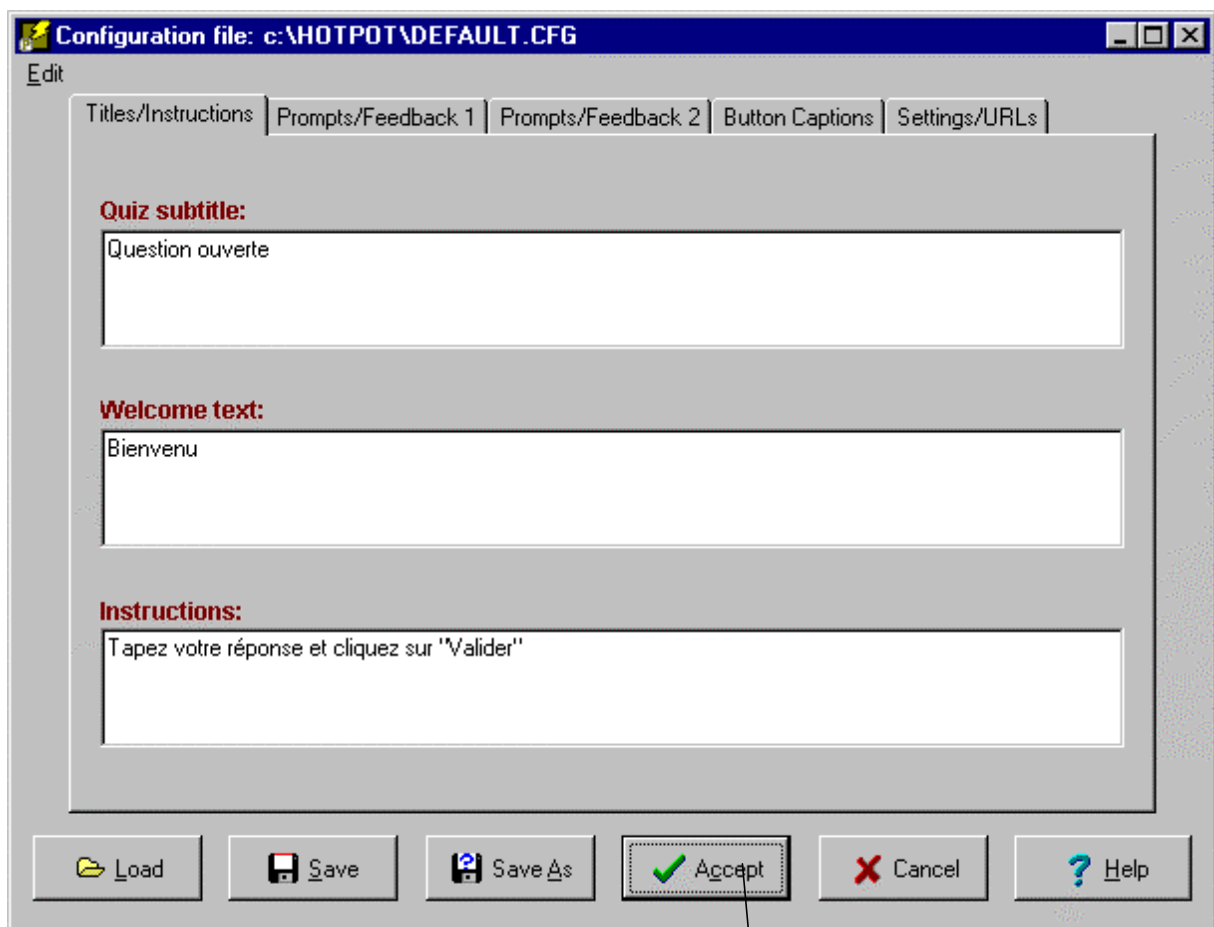 Configuration file: c:\HOTPOT\DEFAULT.CFG
Edit
Titles/Instructions Prompts/Feedback 1 Prompts/Feedback 2 Button Captions Settings/URLs
Quiz subtitle:
Question ouverte
Welcome text:
Bienvenu
Instructions:
Tapez votre réponse et cliquez sur "Valider"
Load Save Save As Accept Cancel Help